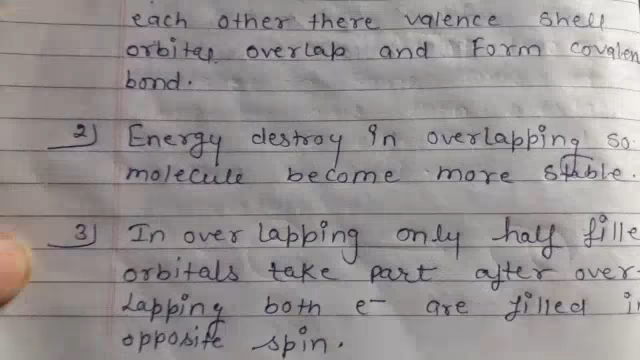 each other there valence shell
orbitas overlap and form covalen
bond.
2) Energy destroy in overlapping so
molecule become more stable.
3) In over lapping only half fille
orbitals take part after over-
lapping both e- are filled in
opposite spin.